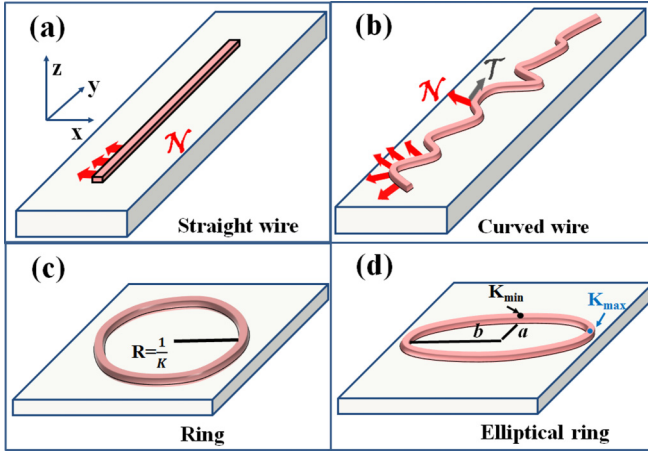 (a)
z
y
x
𝒩
Straight wire
(b)
𝒯
𝒩
Curved wire
(c)
R=1/K
Ring
(d)
Kmin
Kmax
b
a
Elliptical ring